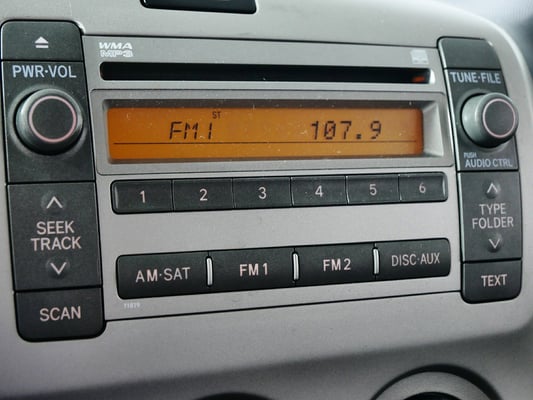 WMA
MP3
PWR·VOL
TUNE·FILE
ST
FM1 107.9
PUSH
AUDIO CTRL
1 2 3 4 5 6
SEEK
TRACK
TYPE
FOLDER
AM·SAT FM1 FM2 DISC·AUX
TEXT
SCAN
11819